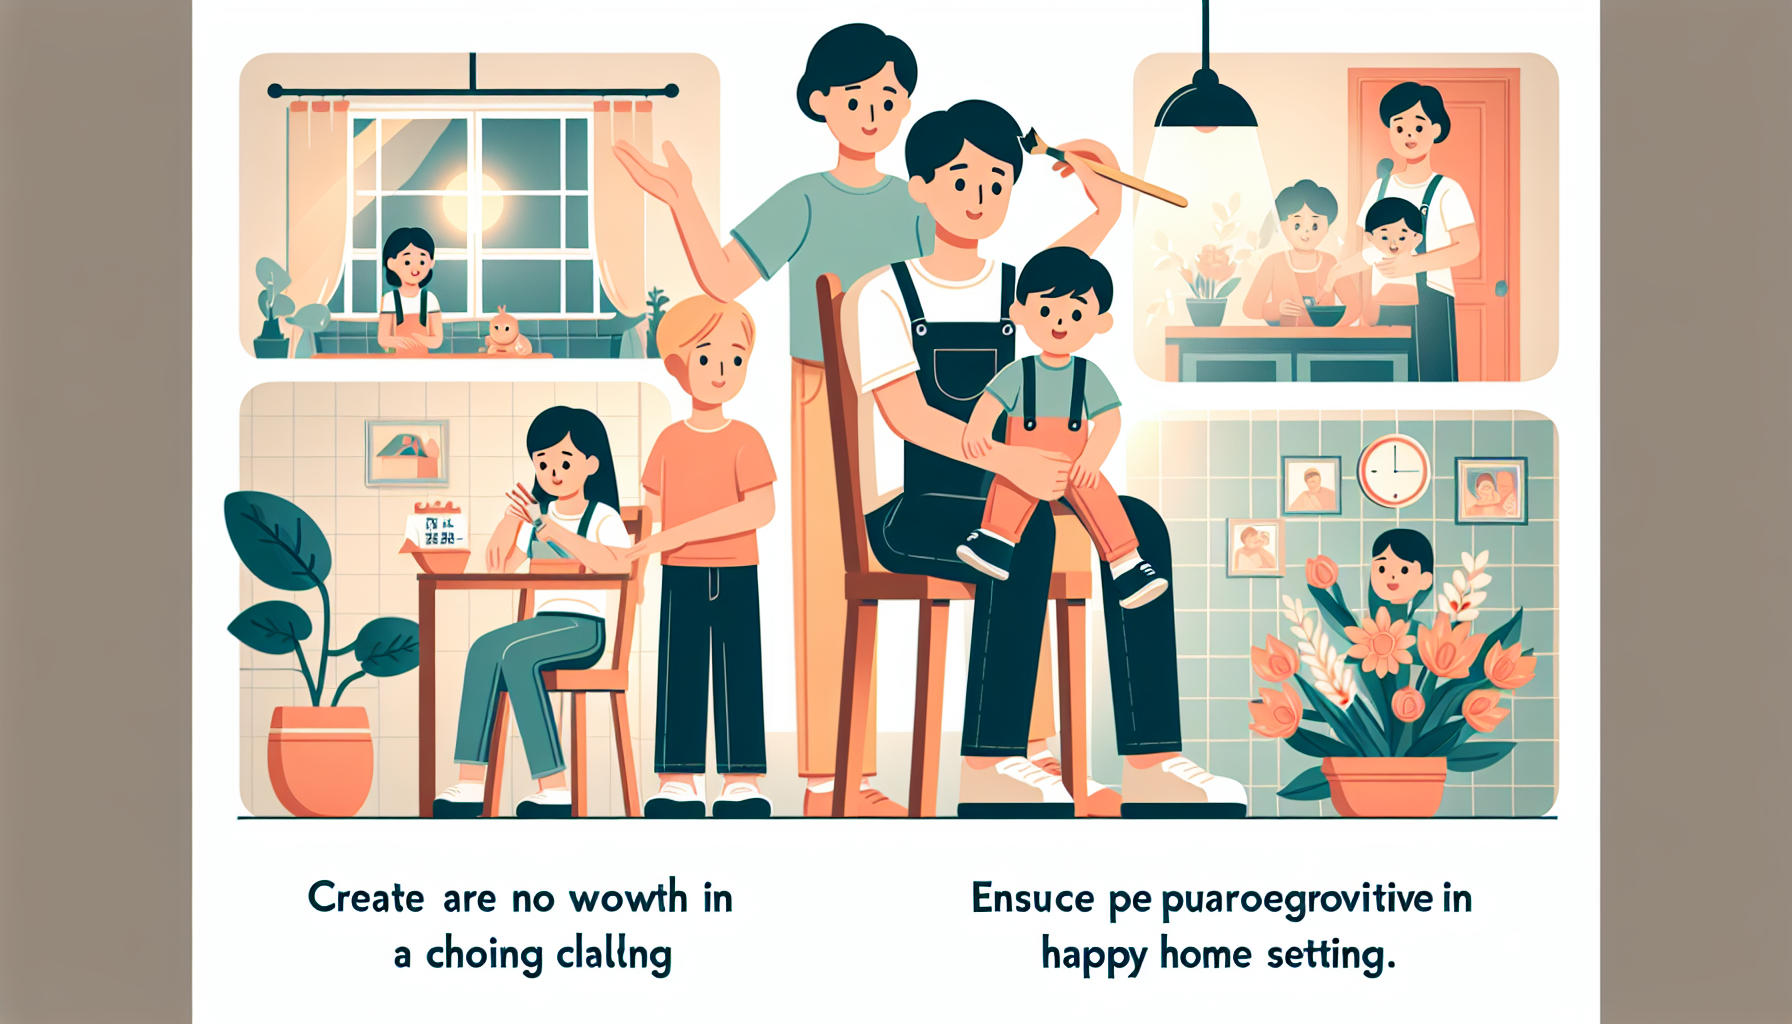 Create are no wowth in
a choing clallng
Ensuce pe puaroegrovitive in
happy home setting.